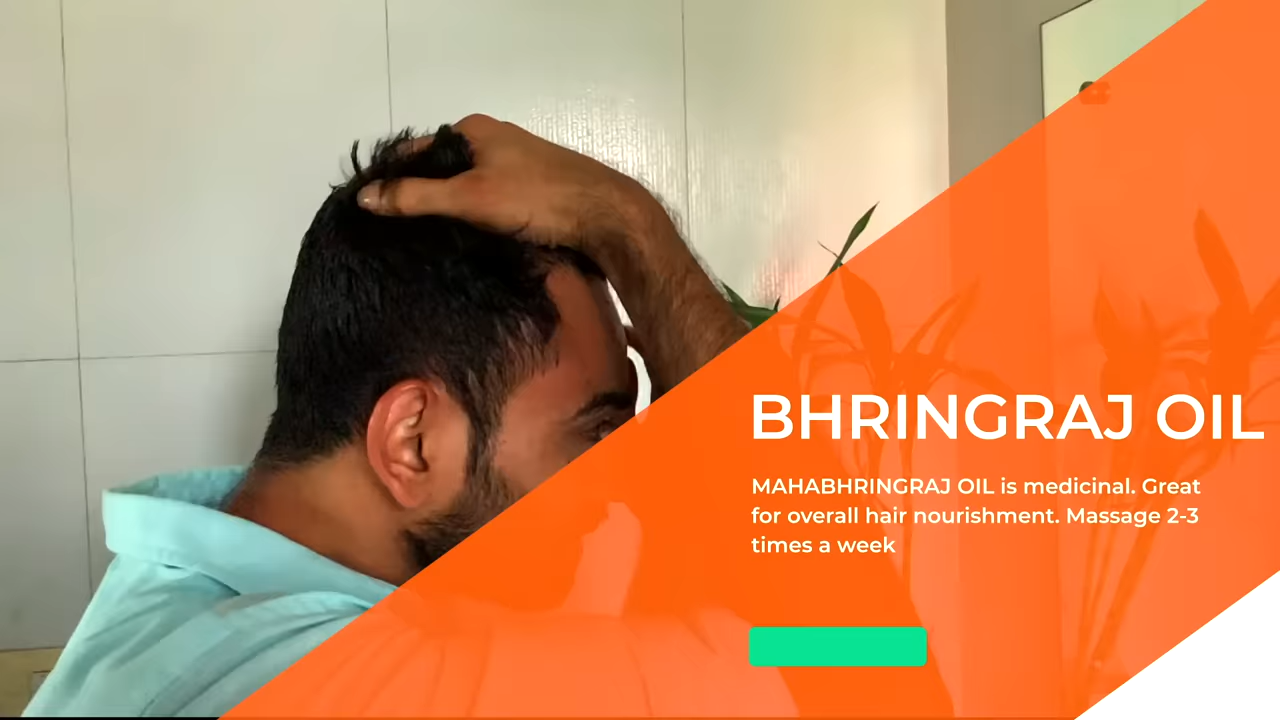 BHRINGRAJ OIL
MAHABHRINGRAJ OIL is medicinal. Great
for overall hair nourishment. Massage 2-3
times a week